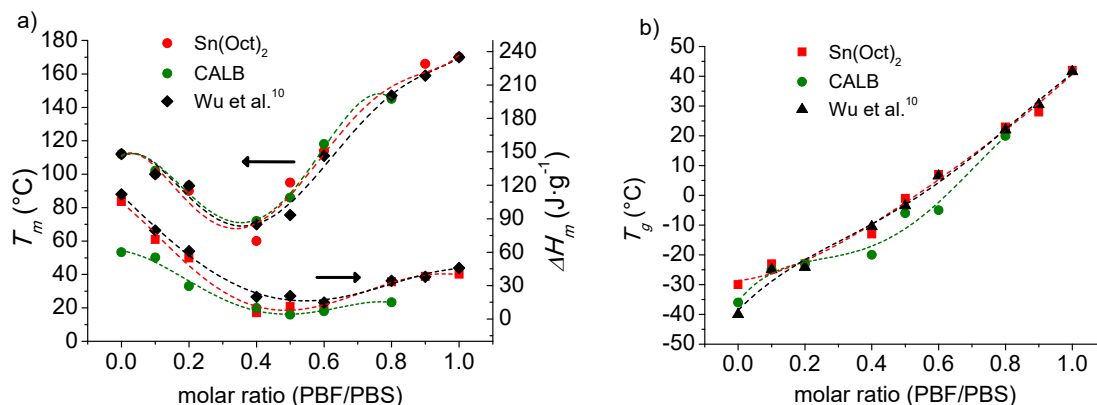 a)
180
160
140
120
100
80
60
40
20
0
Tm (°C)
Sn(Oct)2
CALB
Wu et al.10
240
210
180
150
120
90
60
30
0
ΔHm (J·g-1)
0.0 0.2 0.4 0.6 0.8 1.0
molar ratio (PBF/PBS)
b)
50
40
30
20
10
0
-10
-20
-30
-40
-50
Tg (°C)
Sn(Oct)2
CALB
Wu et al.10
0.0 0.2 0.4 0.6 0.8 1.0
molar ratio (PBF/PBS)